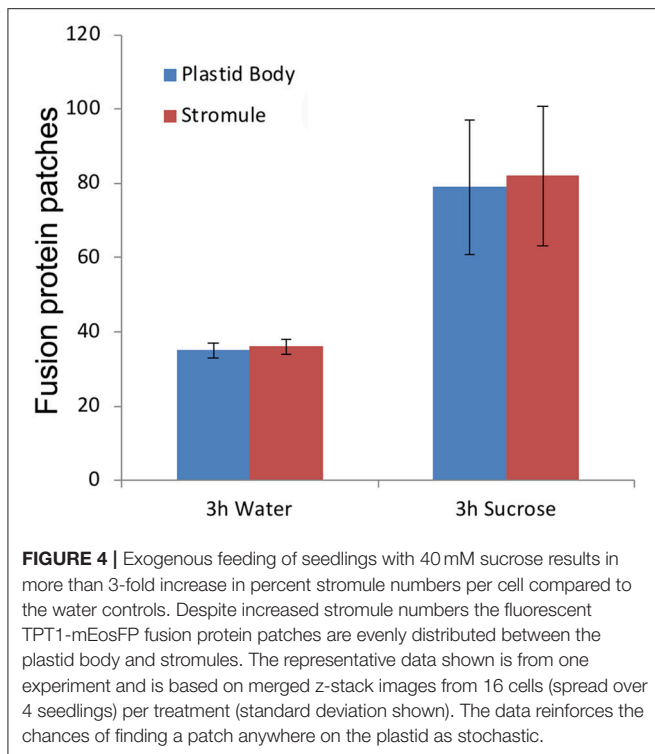 120
100
80
60
40
20
0
Fusion protein patches
Plastid Body
Stromule
3h Water
3h Sucrose
FIGURE 4 | Exogenous feeding of seedlings with 40 mM sucrose results in
more than 3-fold increase in percent stromule numbers per cell compared to
the water controls. Despite increased stromule numbers the fluorescent
TPT1-mEosFP fusion protein patches are evenly distributed between the
plastid body and stromules. The representative data shown is from one
experiment and is based on merged z-stack images from 16 cells (spread over
4 seedlings) per treatment (standard deviation shown). The data reinforces the
chances of finding a patch anywhere on the plastid as stochastic.